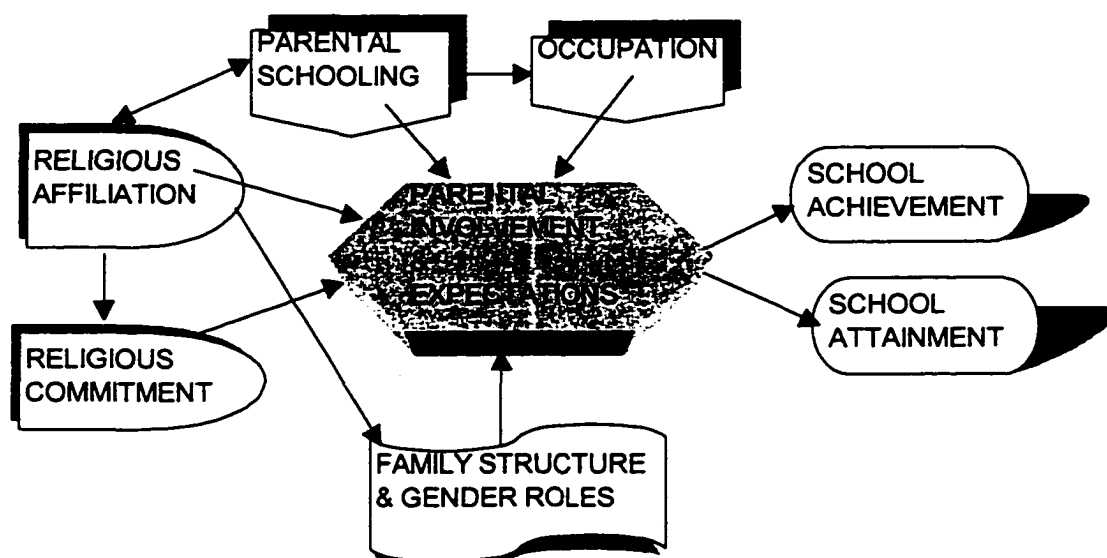 PARENTAL
SCHOOLING
OCCUPATION
RELIGIOUS
AFFILIATION
PARENTAL
INVOLVEMENT
EXPECTATIONS
SCHOOL
ACHIEVEMENT
SCHOOL
ATTAINMENT
RELIGIOUS
COMMITMENT
FAMILY STRUCTURE
& GENDER ROLES